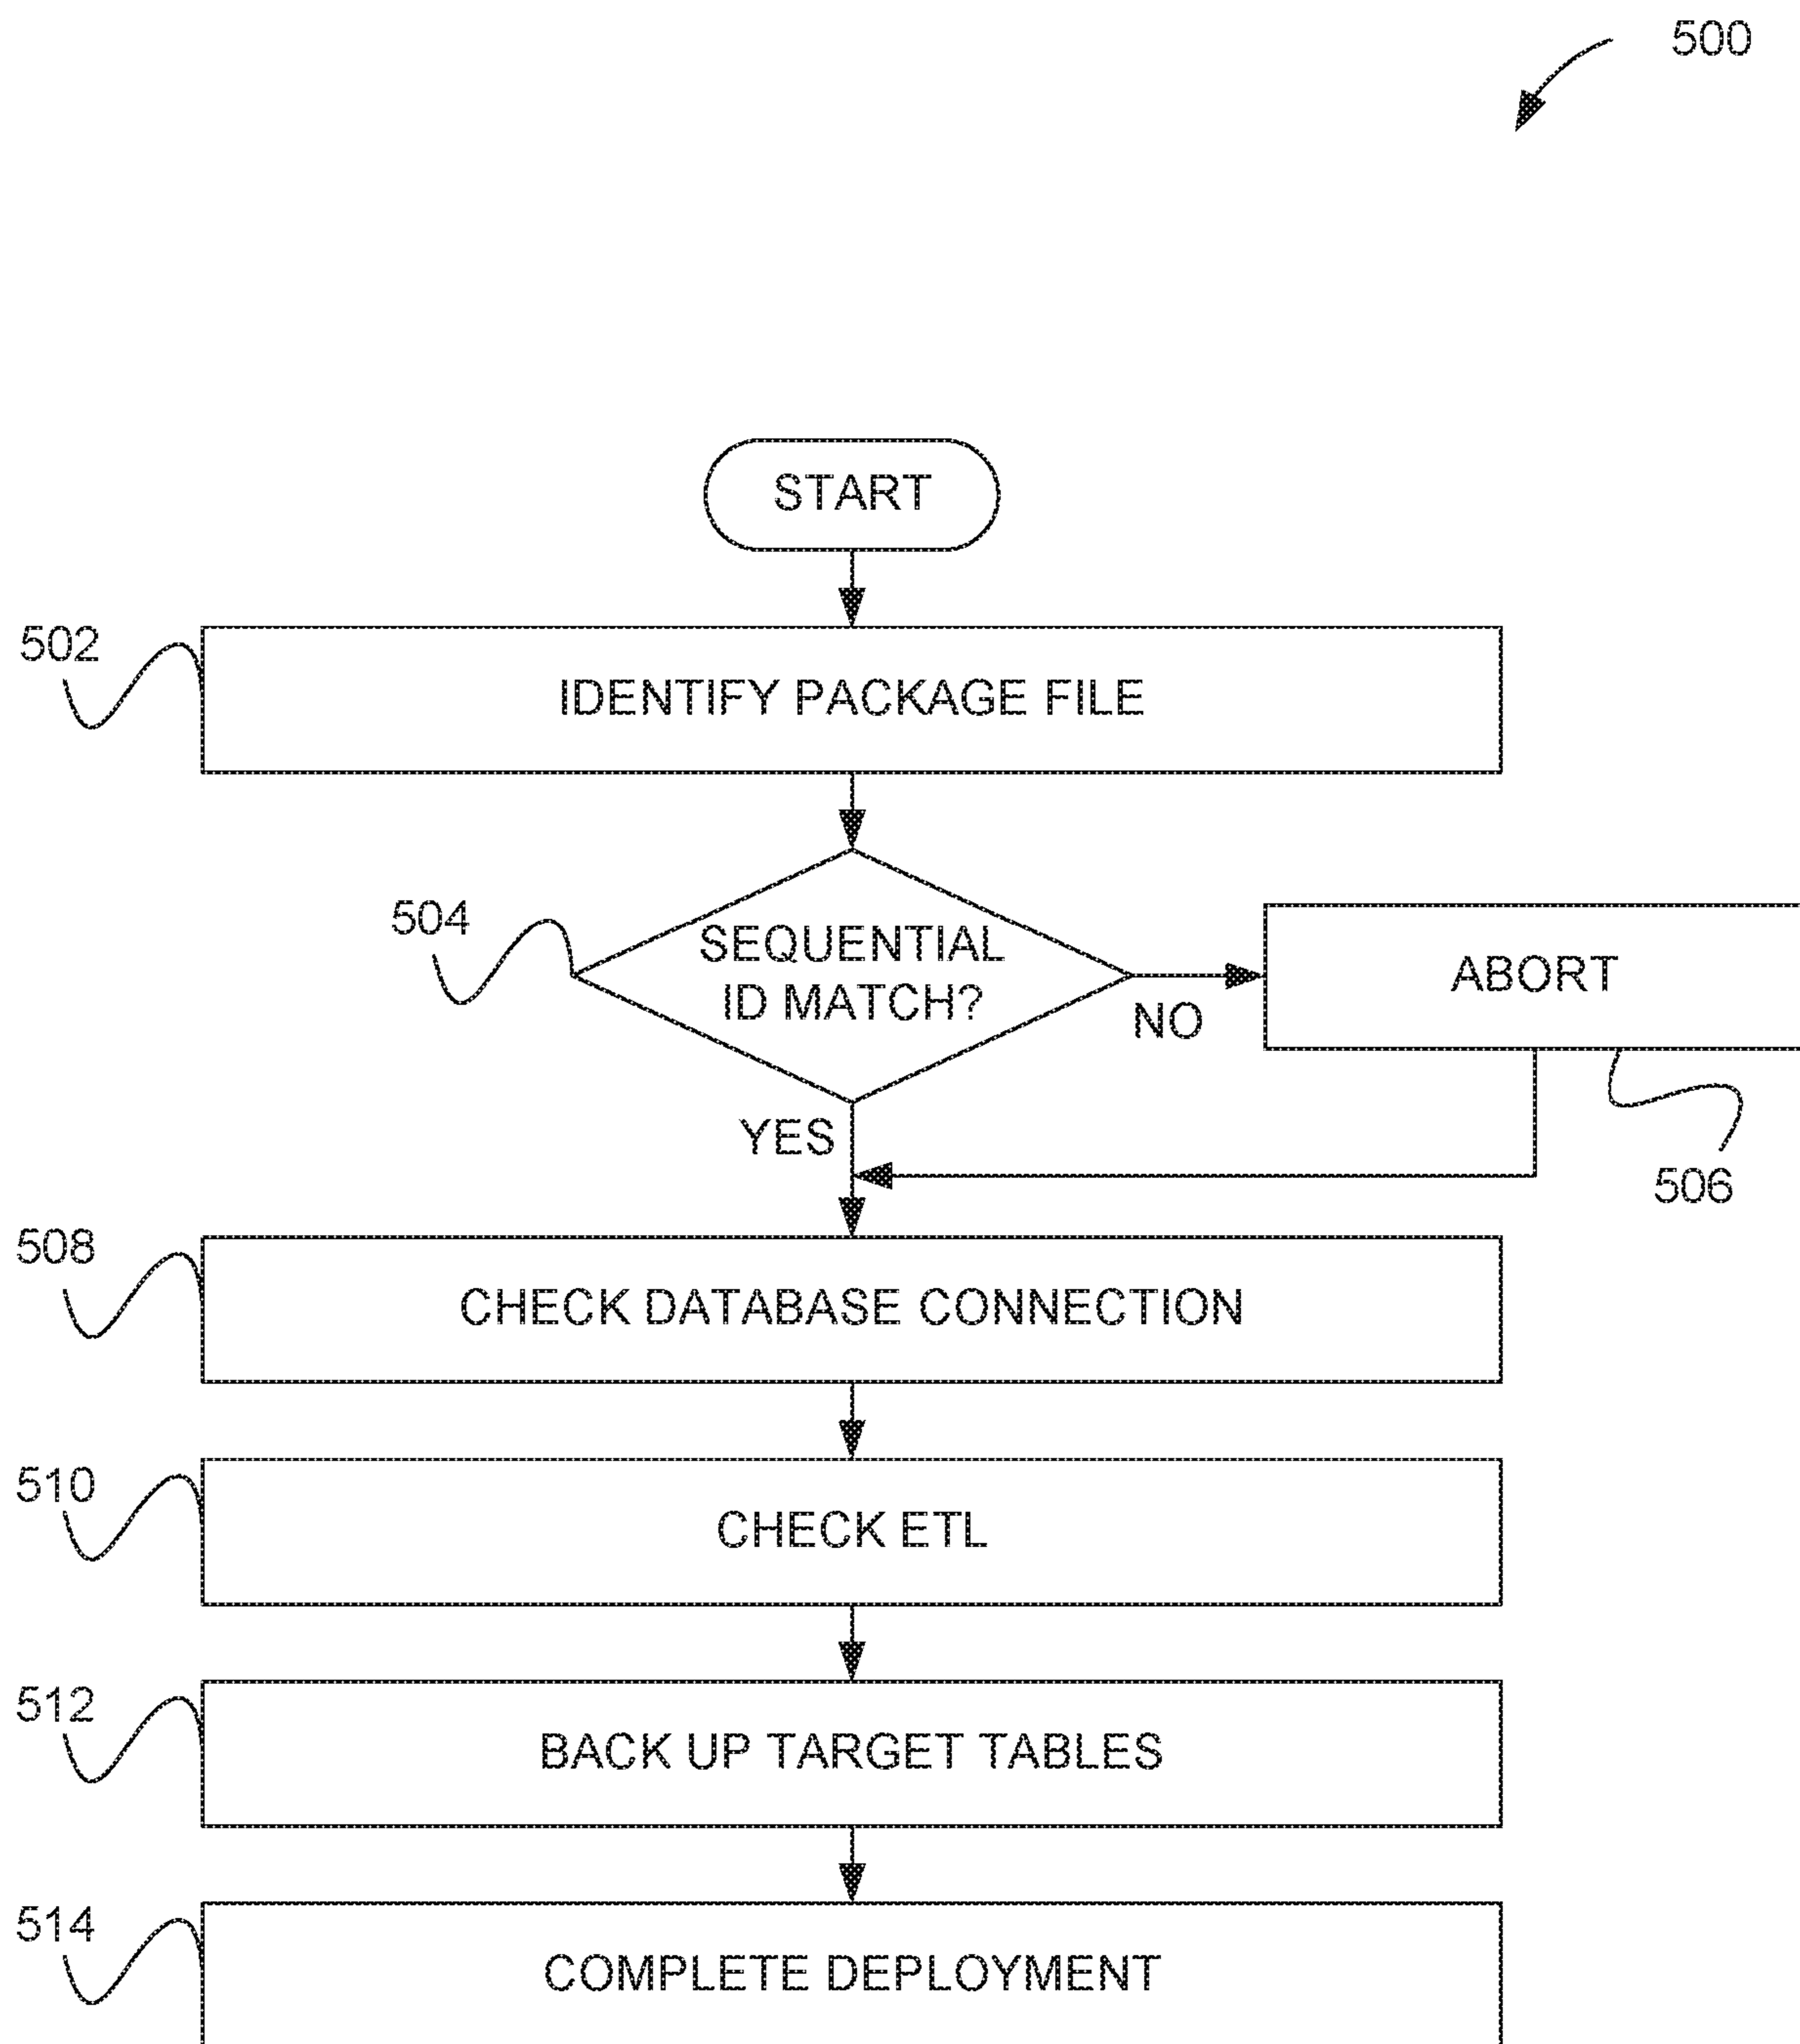 500
START
502
IDENTIFY PACKAGE FILE
504
SEQUENTIAL
ID MATCH?
NO
ABORT
YES
506
508
CHECK DATABASE CONNECTION
510
CHECK ETL
512
BACK UP TARGET TABLES
514
COMPLETE DEPLOYMENT